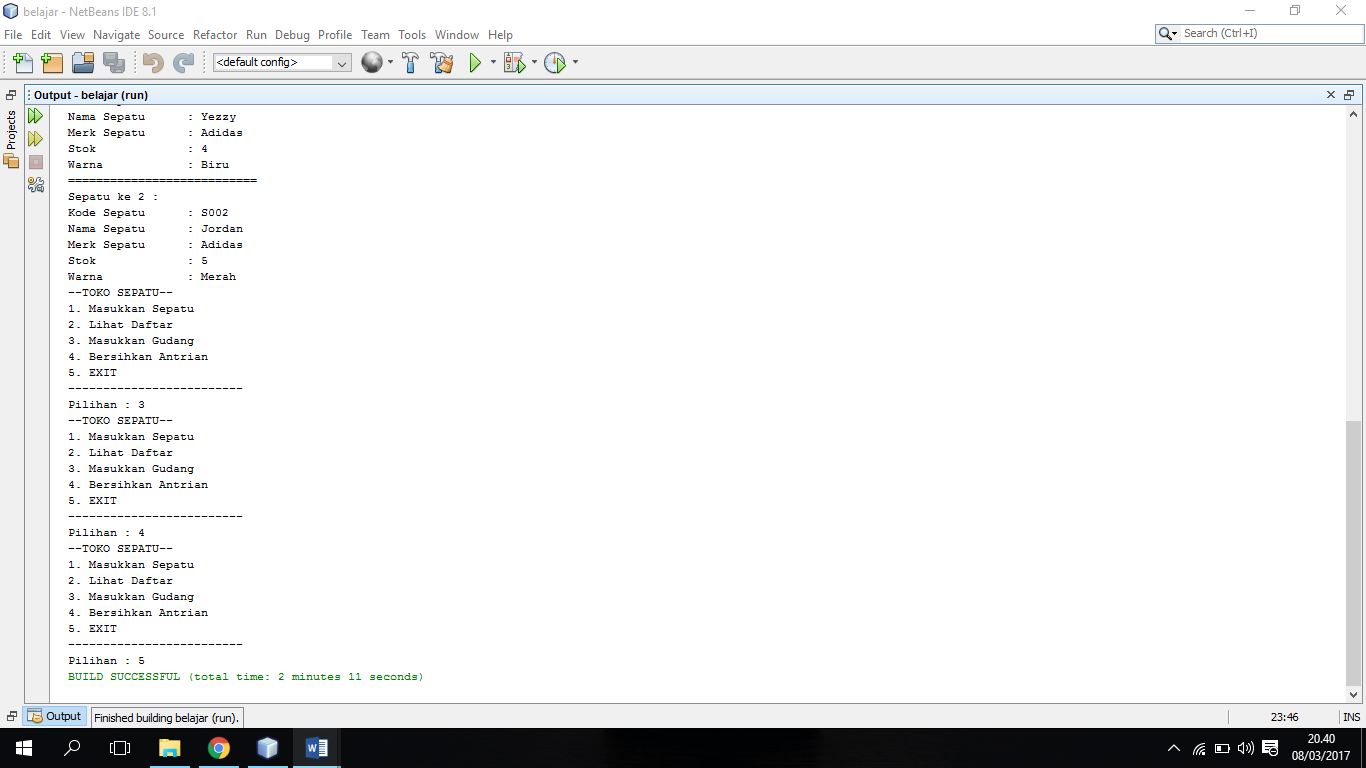 belajar - NetBeans IDE 8.1
File Edit View Navigate Source Refactor Run Debug Profile Team Tools Window Help
Search (Ctrl+I)
<default config>
Output - belajar (run)
Projects
Nama Sepatu : Yezzy
Merk Sepatu : Adidas
Stok : 4
Warna : Biru
===========================
Sepatu ke 2 :
Kode Sepatu : S002
Nama Sepatu : Jordan
Merk Sepatu : Adidas
Stok : 5
Warna : Merah
--TOKO SEPATU--
1. Masukkan Sepatu
2. Lihat Daftar
3. Masukkan Gudang
4. Bersihkan Antrian
5. EXIT
-------------------------
Pilihan : 3
--TOKO SEPATU--
1. Masukkan Sepatu
2. Lihat Daftar
3. Masukkan Gudang
4. Bersihkan Antrian
5. EXIT
-------------------------
Pilihan : 4
--TOKO SEPATU--
1. Masukkan Sepatu
2. Lihat Daftar
3. Masukkan Gudang
4. Bersihkan Antrian
5. EXIT
-------------------------
Pilihan : 5
BUILD SUCCESSFUL (total time: 2 minutes 11 seconds)
Output
Finished building belajar (run).
23:46 INS
20.40
08/03/2017